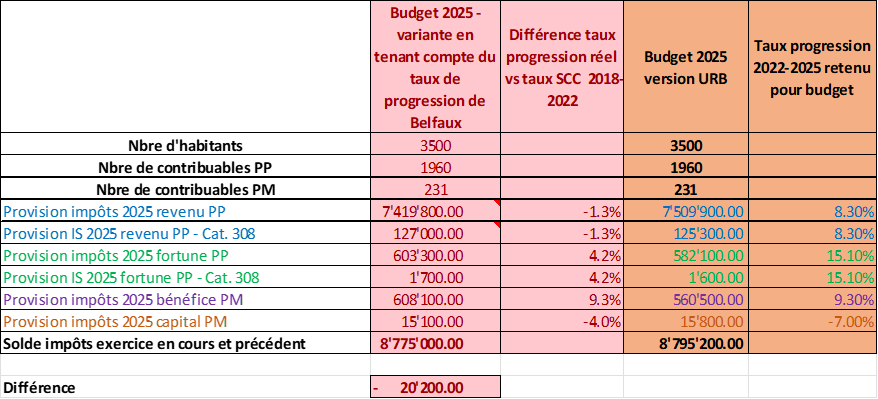 Budget 2025 -
variante en
tenant compte du
taux de
progression de
Belfaux
Différence taux
progression réel
vs taux SCC 2018-
2022
Budget 2025
version URB
Taux progression
2022-2025 retenu
pour budget
Nbre d'habitants 3500 3500
Nbre de contribuables PP 1960 1960
Nbre de contribuables PM 231 231
Provision impôts 2025 revenu PP 7'419'800.00 -1.3% 7'509'900.00 8.30%
Provision IS 2025 revenu PP - Cat. 308 127'000.00 -1.3% 125'300.00 8.30%
Provision impôts 2025 fortune PP 603'300.00 4.2% 582'100.00 15.10%
Provision IS 2025 fortune PP - Cat. 308 1'700.00 4.2% 1'600.00 15.10%
Provision impôts 2025 bénéfice PM 608'100.00 9.3% 560'500.00 9.30%
Provision impôts 2025 capital PM 15'100.00 -4.0% 15'800.00 -7.00%
Solde impôts exercice en cours et précédent 8'775'000.00 8'795'200.00
Différence - 20'200.00